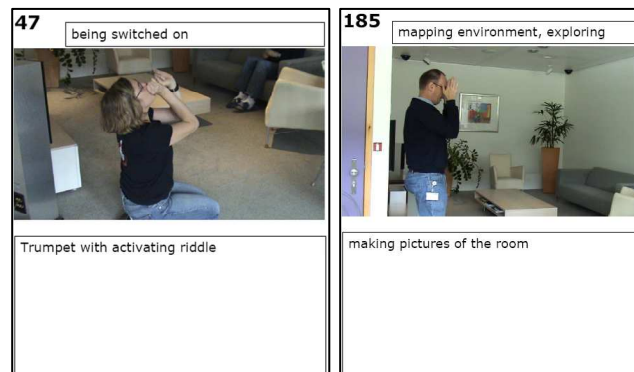 47
being switched on
Trumpet with activating riddle
185
mapping environment, exploring
making pictures of the room